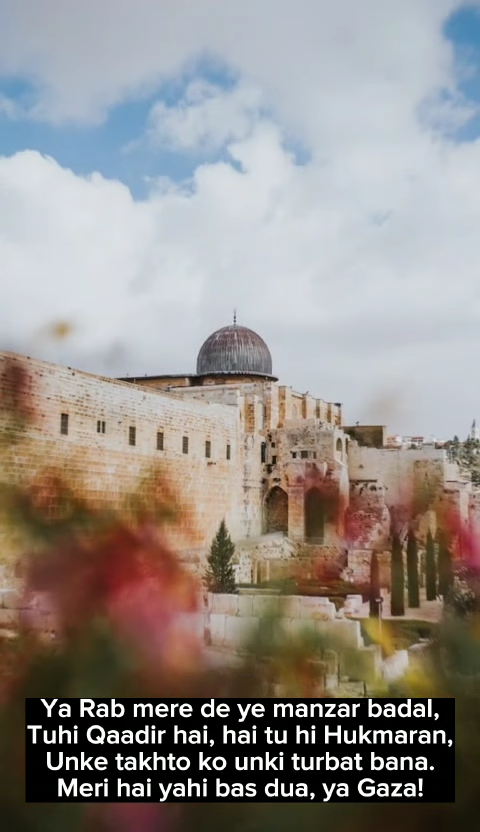 Ya Rab mere de ye manzar badal,
Tuhi Qaadir hai, hai tu hi Hukmaran,
Unke takhto ko unki turbat bana.
Meri hai yahi bas dua, ya Gaza!